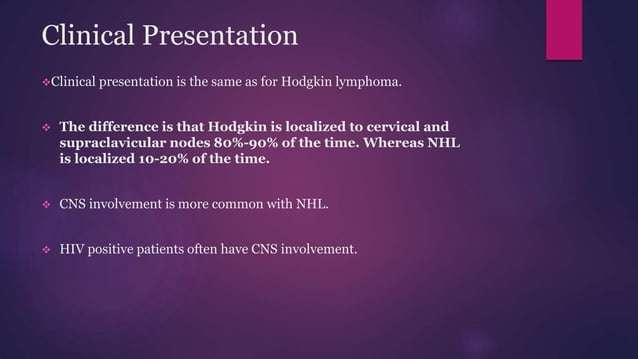 Clinical Presentation
Clinical presentation is the same as for Hodgkin lymphoma.
The difference is that Hodgkin is localized to cervical and
supraclavicular nodes 80%-90% of the time. Whereas NHL
is localized 10-20% of the time.
CNS involvement is more common with NHL.
HIV positive patients often have CNS involvement.